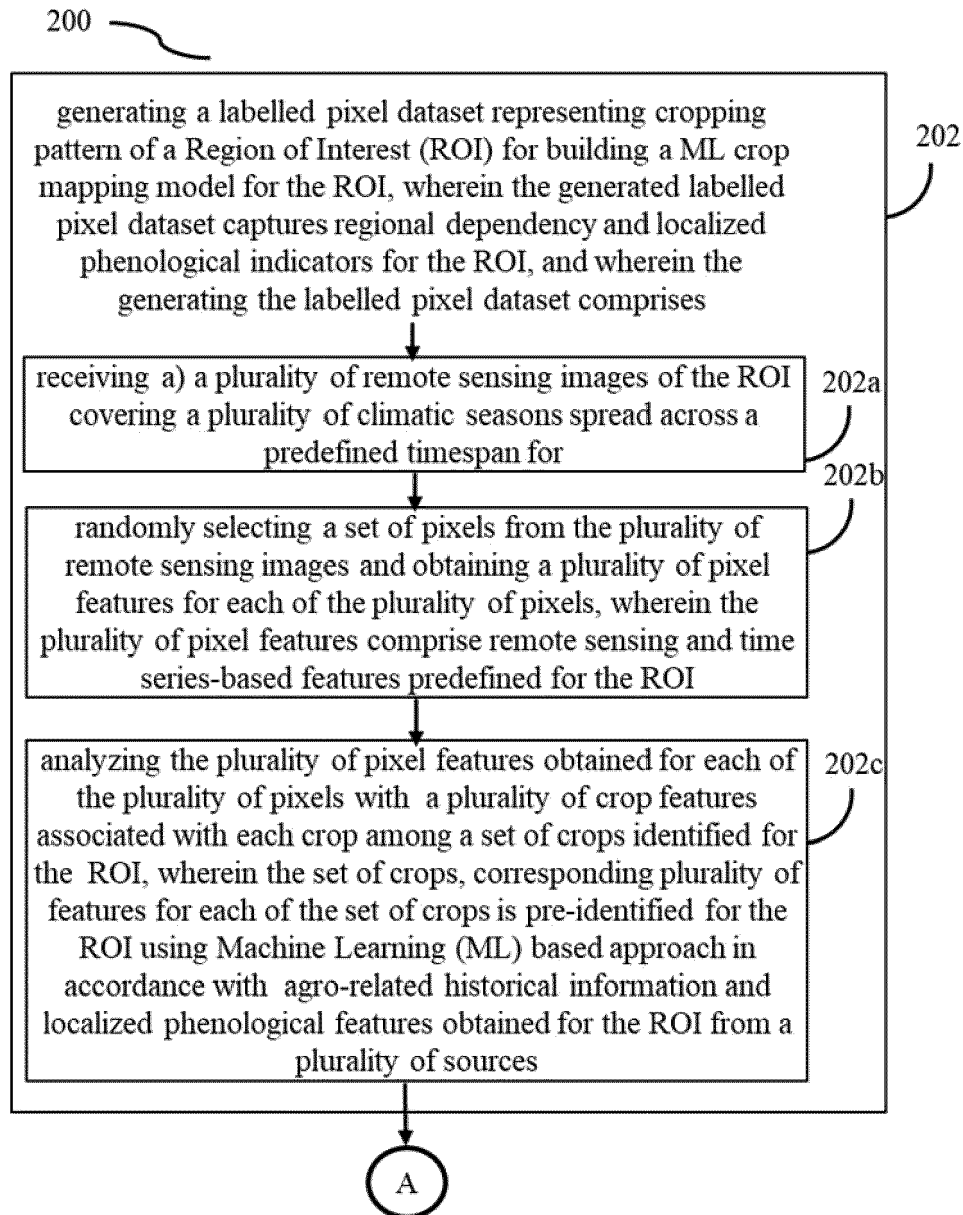 200
generating a labelled pixel dataset representing cropping
pattern of a Region of Interest (ROI) for building a ML crop
mapping model for the ROI, wherein the generated labelled
pixel dataset captures regional dependency and localized
phenological indicators for the ROI, and wherein the
generating the labelled pixel dataset comprises
202
receiving a) a plurality of remote sensing images of the ROI
covering a plurality of climatic seasons spread across a
predefined timespan for
202a
randomly selecting a set of pixels from the plurality of
remote sensing images and obtaining a plurality of pixel
features for each of the plurality of pixels, wherein the
plurality of pixel features comprise remote sensing and time
series-based features predefined for the ROI
202b
analyzing the plurality of pixel features obtained for each of
the plurality of pixels with a plurality of crop features
associated with each crop among a set of crops identified for
the ROI, wherein the set of crops, corresponding plurality of
features for each of the set of crops is pre-identified for the
ROI using Machine Learning (ML) based approach in
accordance with agro-related historical information and
localized phenological features obtained for the ROI from a
plurality of sources
202c
A